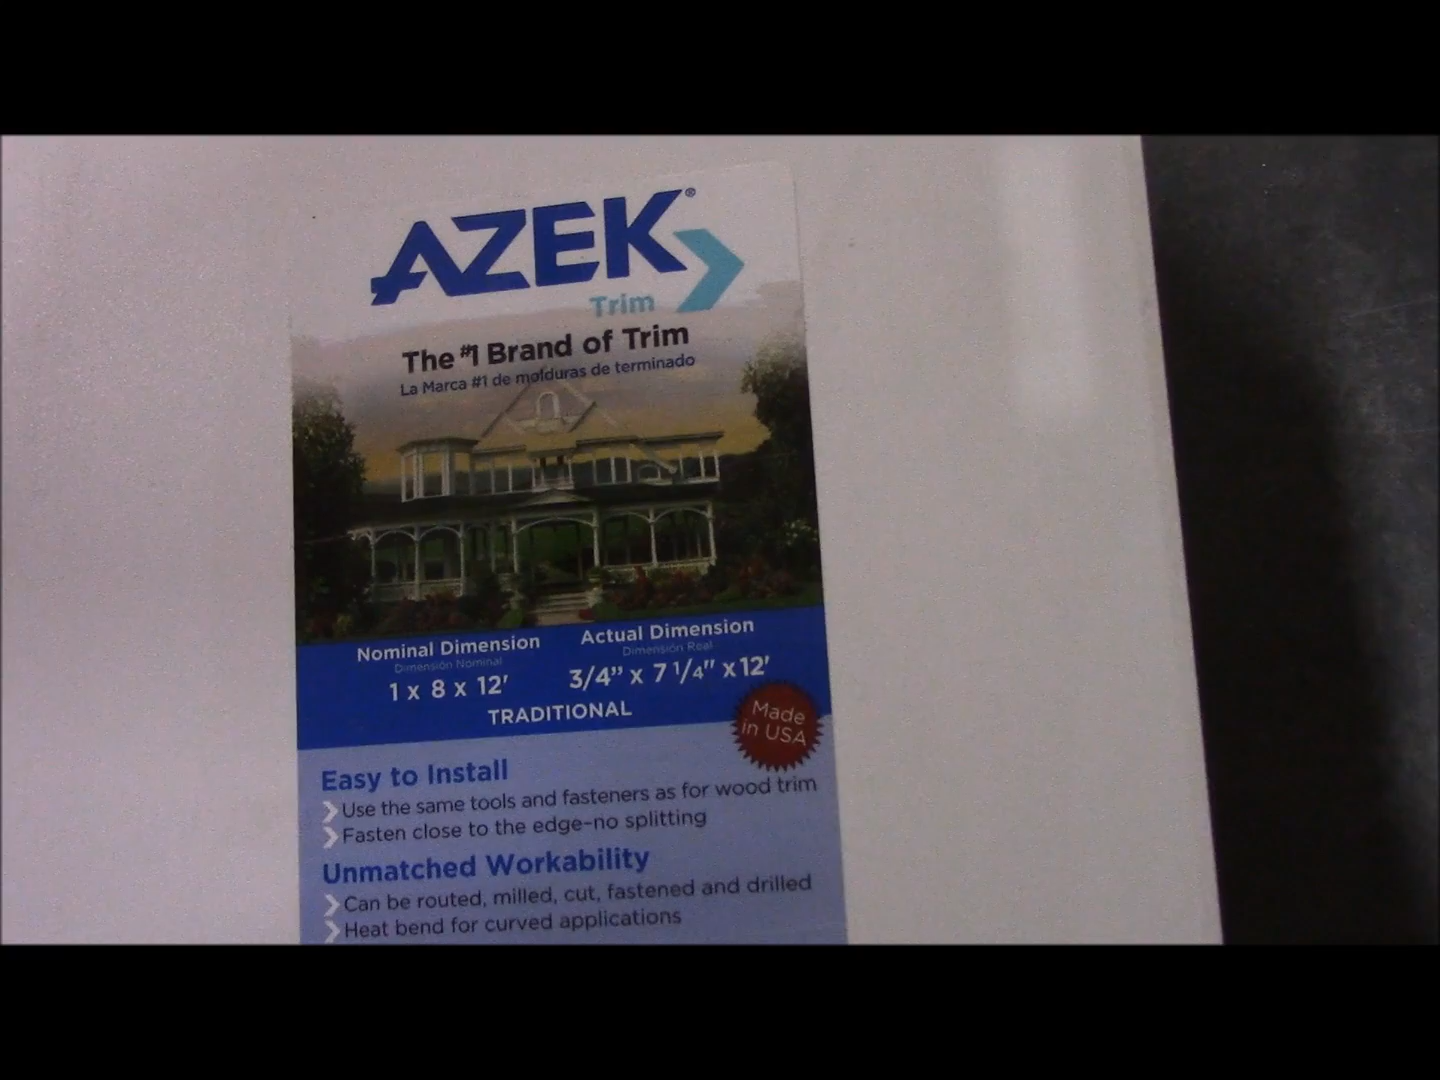 AZEK®
Trim
The #1 Brand of Trim
La Marca #1 de molduras de terminado
Nominal Dimension
Dimensión Nominal
1 x 8 x 12'
Actual Dimension
Dimensión Real
3/4” x 7 1/4" x 12'
TRADITIONAL
Made
in USA
Easy to Install
Use the same tools and fasteners as for wood trim
Fasten close to the edge–no splitting
Unmatched Workability
Can be routed, milled, cut, fastened and drilled
Heat bend for curved applications